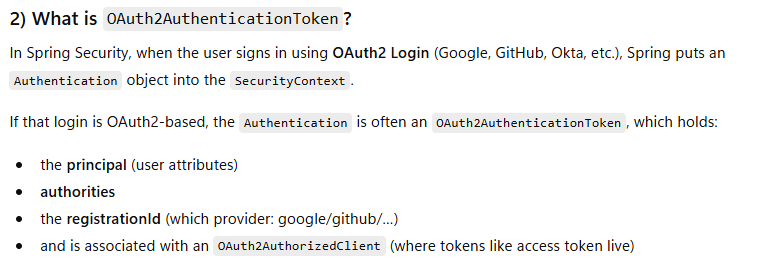 2) What is OAuth2AuthenticationToken?
In Spring Security, when the user signs in using OAuth2 Login (Google, GitHub, Okta, etc.), Spring puts an
Authentication object into the SecurityContext.
If that login is OAuth2-based, the Authentication is often an OAuth2AuthenticationToken, which holds:
• the principal (user attributes)
• authorities
• the registrationId (which provider: google/github/...)
• and is associated with an OAuth2AuthorizedClient (where tokens like access token live)